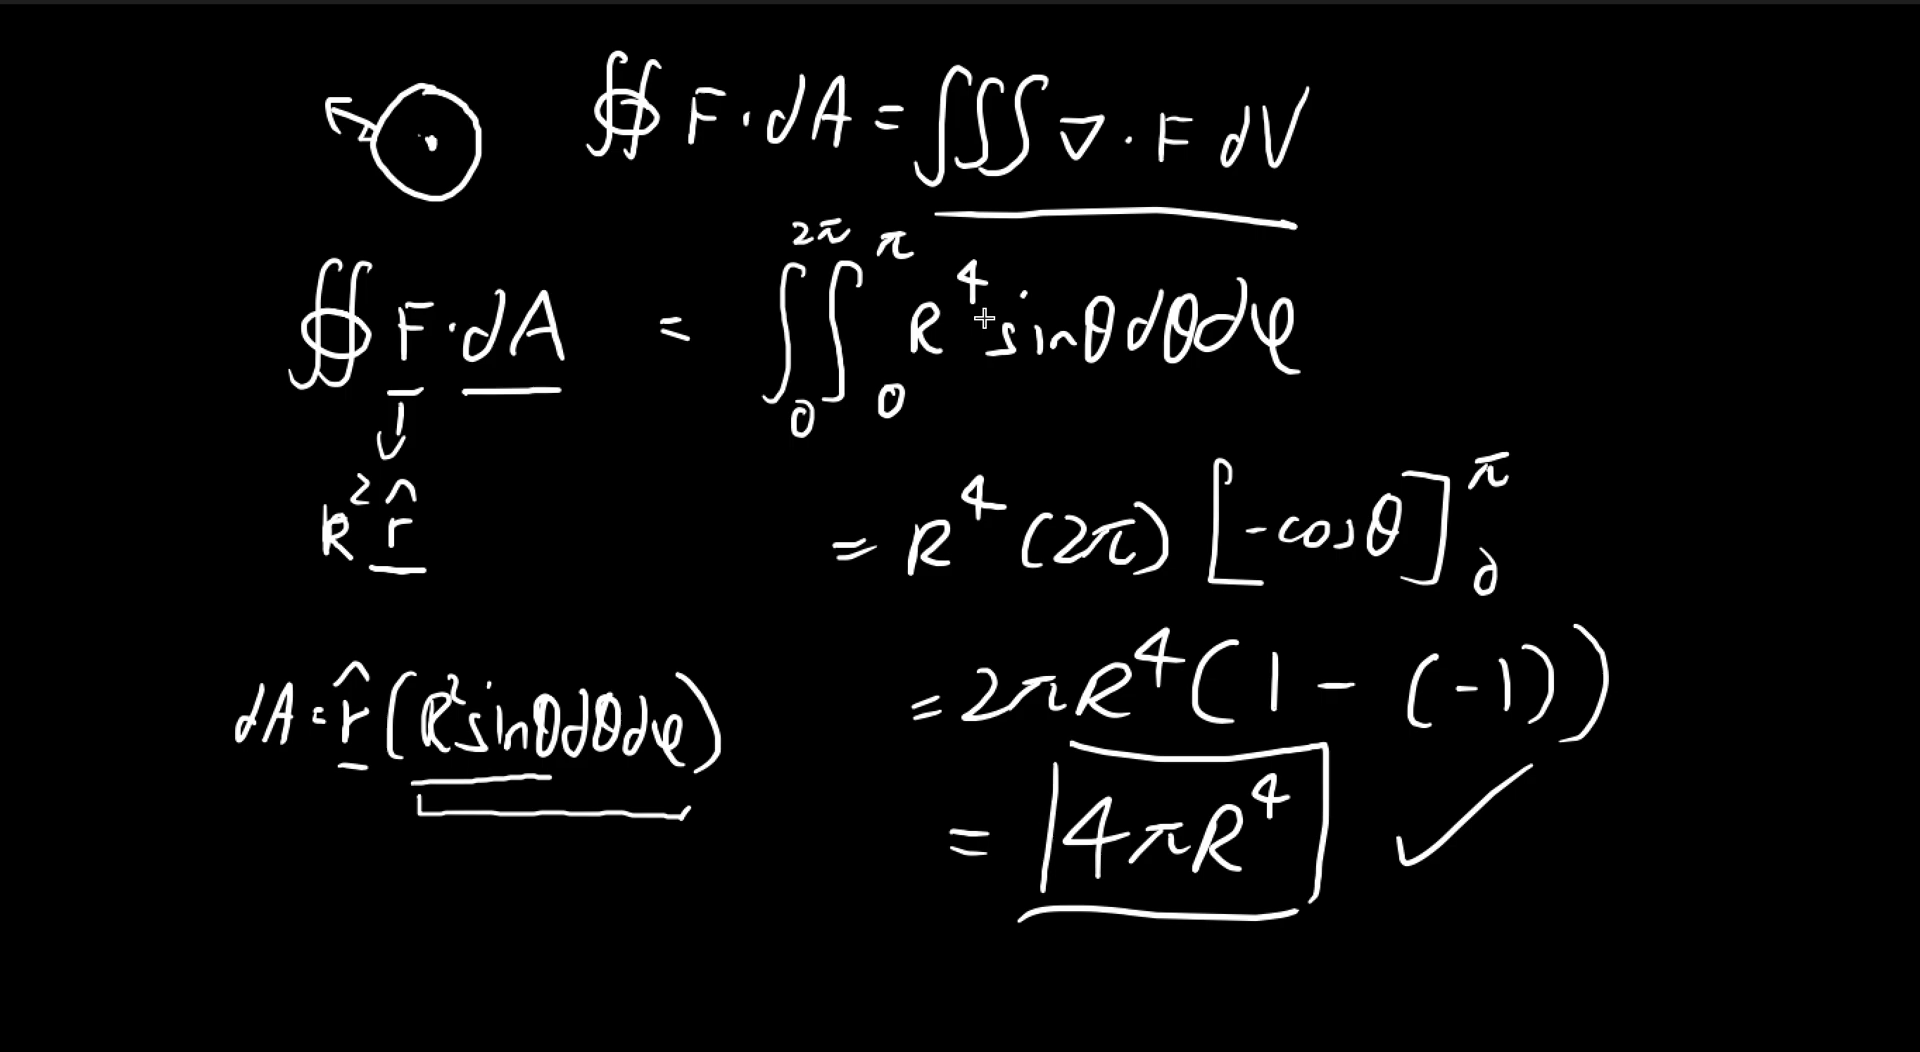 ∯ F · dA = ∭ ∇ · F dV
∯ F · dA = ∫₀^{2π} ∫₀^{π} R⁴ sinθ dθ dφ
R² r̂
= R⁴ (2π) [-cosθ]₀^{π}
dA = r̂ (R² sinθ dθ dφ)
= 2πR⁴ (1 - (-1))
= 4πR⁴ ✓